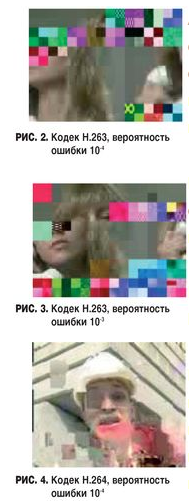 РИС. 2. Кодек H.263, вероятность
ошибки 10⁻⁴
РИС. 3. Кодек H.263, вероятность
ошибки 10⁻³
РИС. 4. Кодек H.264, вероятность
ошибки 10⁻⁴